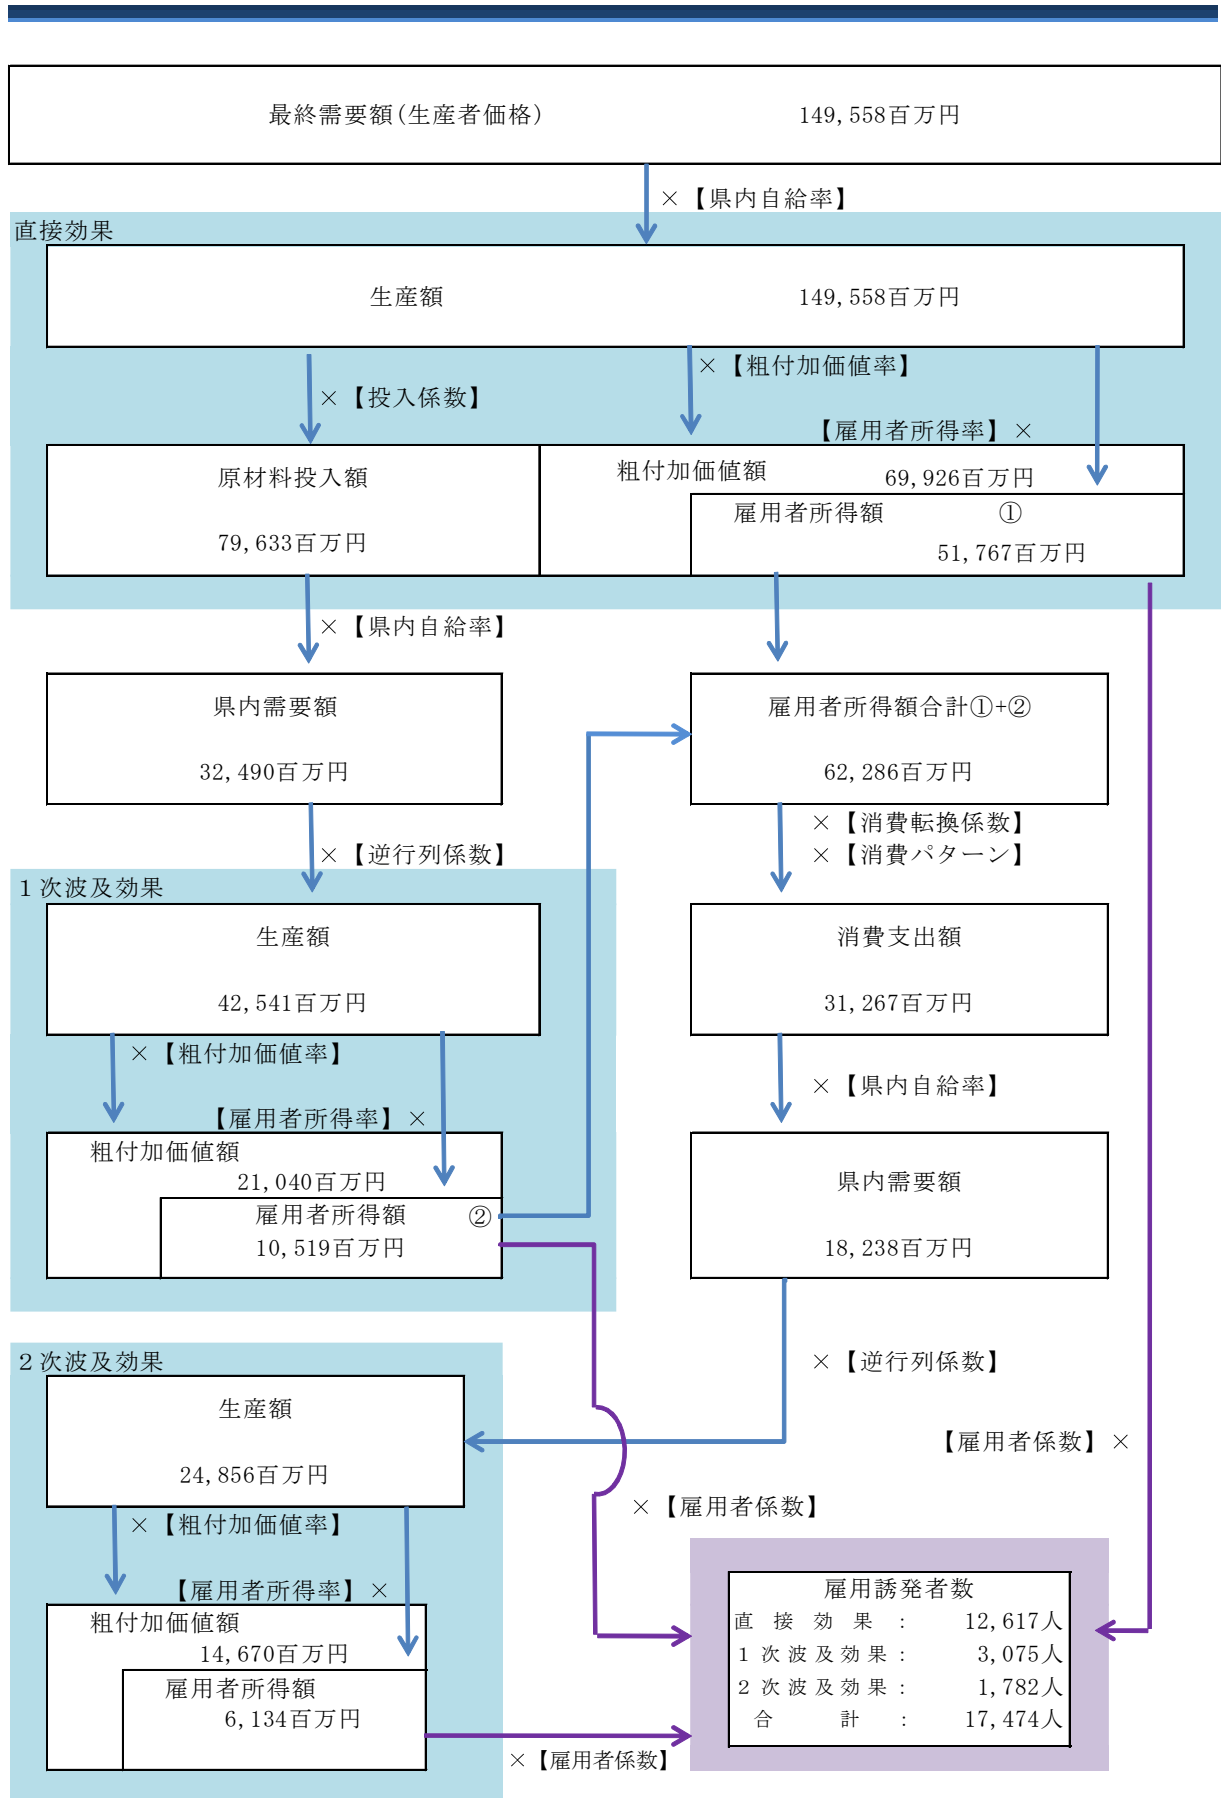 最終需要額(生産者価格) 149,558百万円
×【県内自給率】
直接効果
生産額 149,558百万円
×【粗付加価値率】
×【投入係数】
【雇用者所得率】×
原材料投入額
79,633百万円
粗付加価値額
69,926百万円
雇用者所得額 ①
51,767百万円
×【県内自給率】
県内需要額
32,490百万円
雇用者所得額合計①+②
62,286百万円
×【消費転換係数】
×【消費パターン】
×【逆行列係数】
1次波及効果
生産額
42,541百万円
消費支出額
31,267百万円
×【粗付加価値率】
×【県内自給率】
【雇用者所得率】×
粗付加価値額
21,040百万円
雇用者所得額 ②
10,519百万円
県内需要額
18,238百万円
2次波及効果
×【逆行列係数】
生産額
24,856百万円
【雇用者係数】×
×【雇用者係数】
×【粗付加価値率】
【雇用者所得率】×
粗付加価値額
14,670百万円
雇用者所得額
6,134百万円
×【雇用者係数】
雇用誘発者数
直接効果: 12,617人
1次波及効果: 3,075人
2次波及効果: 1,782人
合計: 17,474人